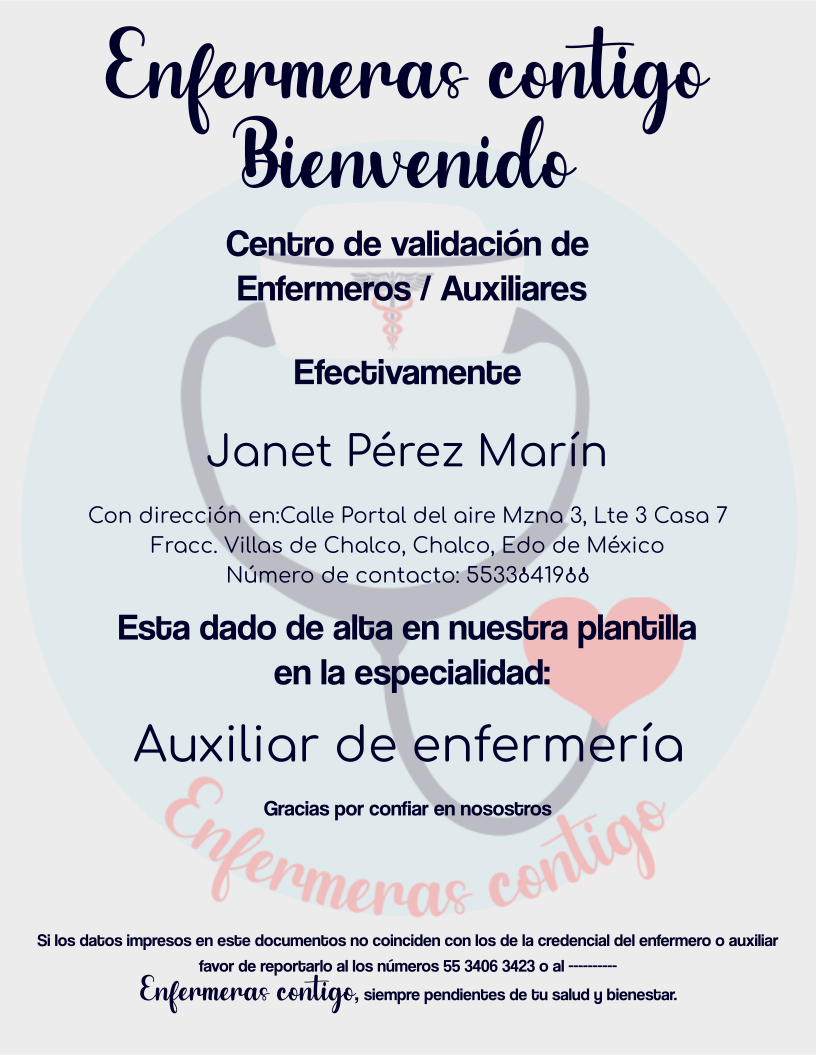 Enfermeras contigo
Bienvenido
Centro de validación de
Enfermeros / Auxiliares
Efectivamente
Janet Pérez Marín
Con dirección en:Calle Portal del aire Mzna 3, Lte 3 Casa 7
Fracc. Villas de Chalco, Chalco, Edo de México
Número de contacto: 5533641966
Esta dado de alta en nuestra plantilla
en la especialidad:
Auxiliar de enfermería
Gracias por confiar en nosostros
Enfermeras contigo
Si los datos impresos en este documentos no coinciden con los de la credencial del enfermero o auxiliar
favor de reportarlo al los números 55 3406 3423 o al ----------
Enfermeras contigo, siempre pendientes de tu salud y bienestar.